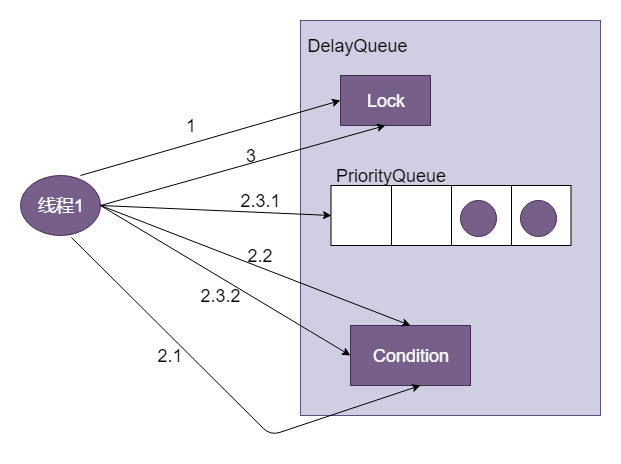 DelayQueue
Lock
1
3
PriorityQueue
线程1
2.3.1
2.2
2.3.2
2.1
Condition